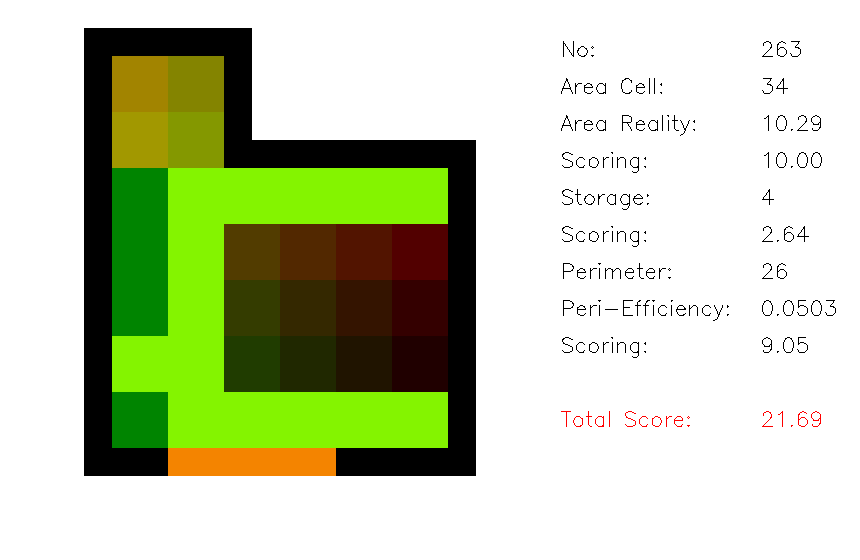 No: 263
Area Cell: 34
Area Reality: 10.29
Scoring: 10.00
Storage: 4
Scoring: 2.64
Perimeter: 26
Peri-Efficiency: 0.0503
Scoring: 9.05
Total Score: 21.69